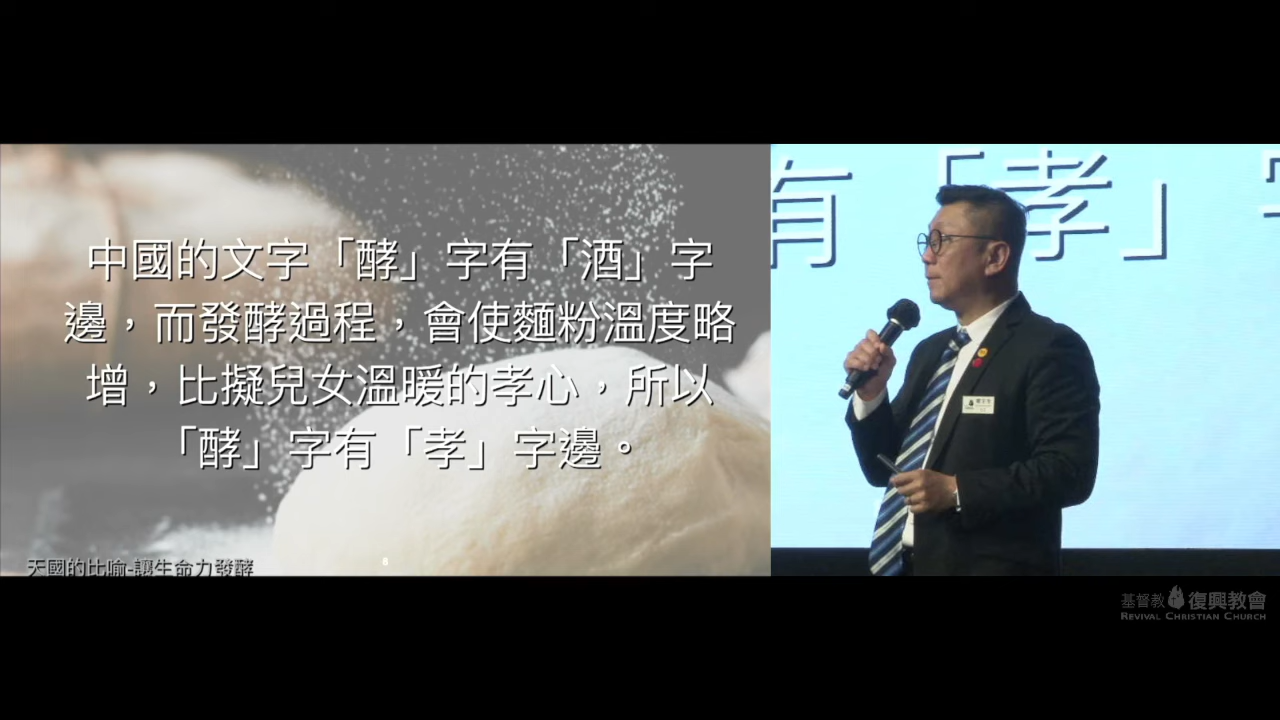 中國的文字「酵」字有「酒」字
邊，而發酵過程，會使麵粉溫度略
增，比擬兒女溫暖的孝心，所以
「酵」字有「孝」字邊。
天國的比喻-讓生命力發酵
6
有「孝」字
基督教 復興教會
REVIVAL CHRISTIAN CHURCH